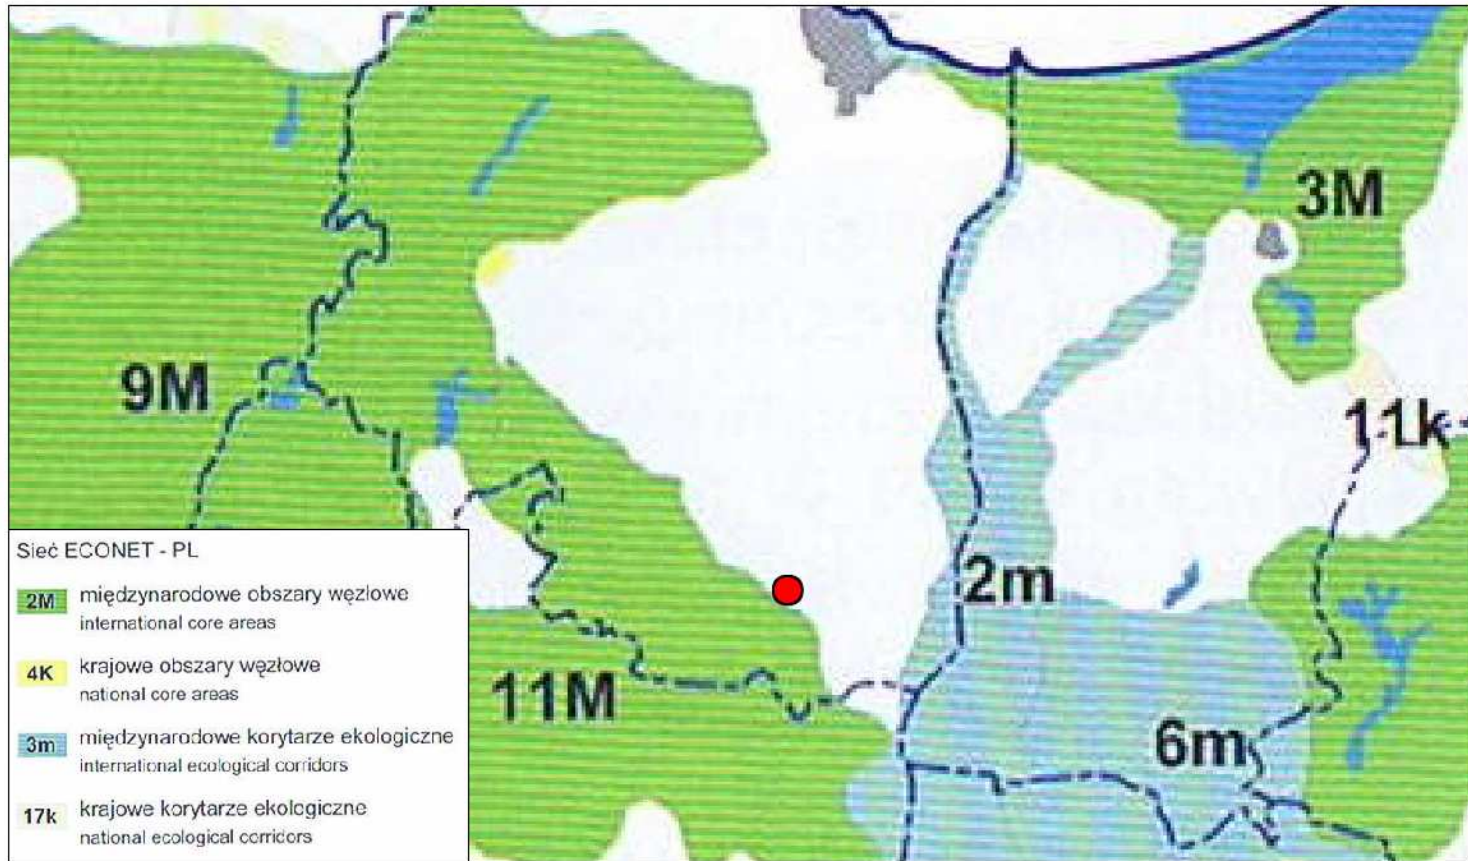 3M
9M
11k
2m
11M
6m
Sieć ECONET - PL
2M międzynarodowe obszary węzłowe
international core areas
4K krajowe obszary węzłowe
national core areas
3m międzynarodowe korytarze ekologiczne
international ecological corridors
17k krajowe korytarze ekologiczne
national ecological corridors